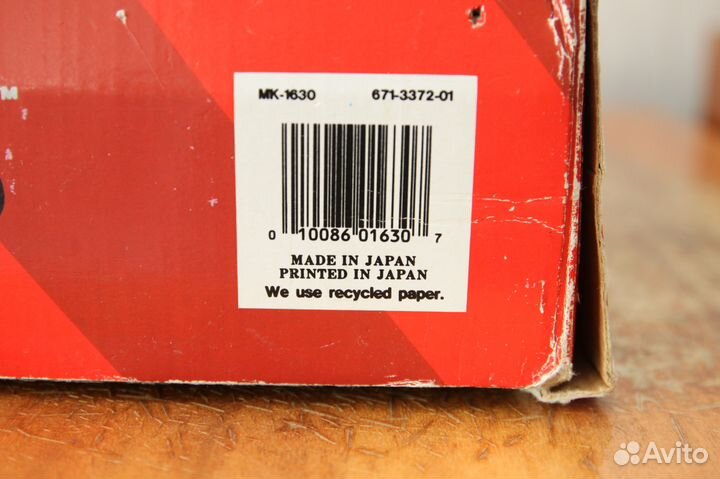 M
MK-1630 671-3372-01
0 10086 01630 7
MADE IN JAPAN
PRINTED IN JAPAN
We use recycled paper.
Avito